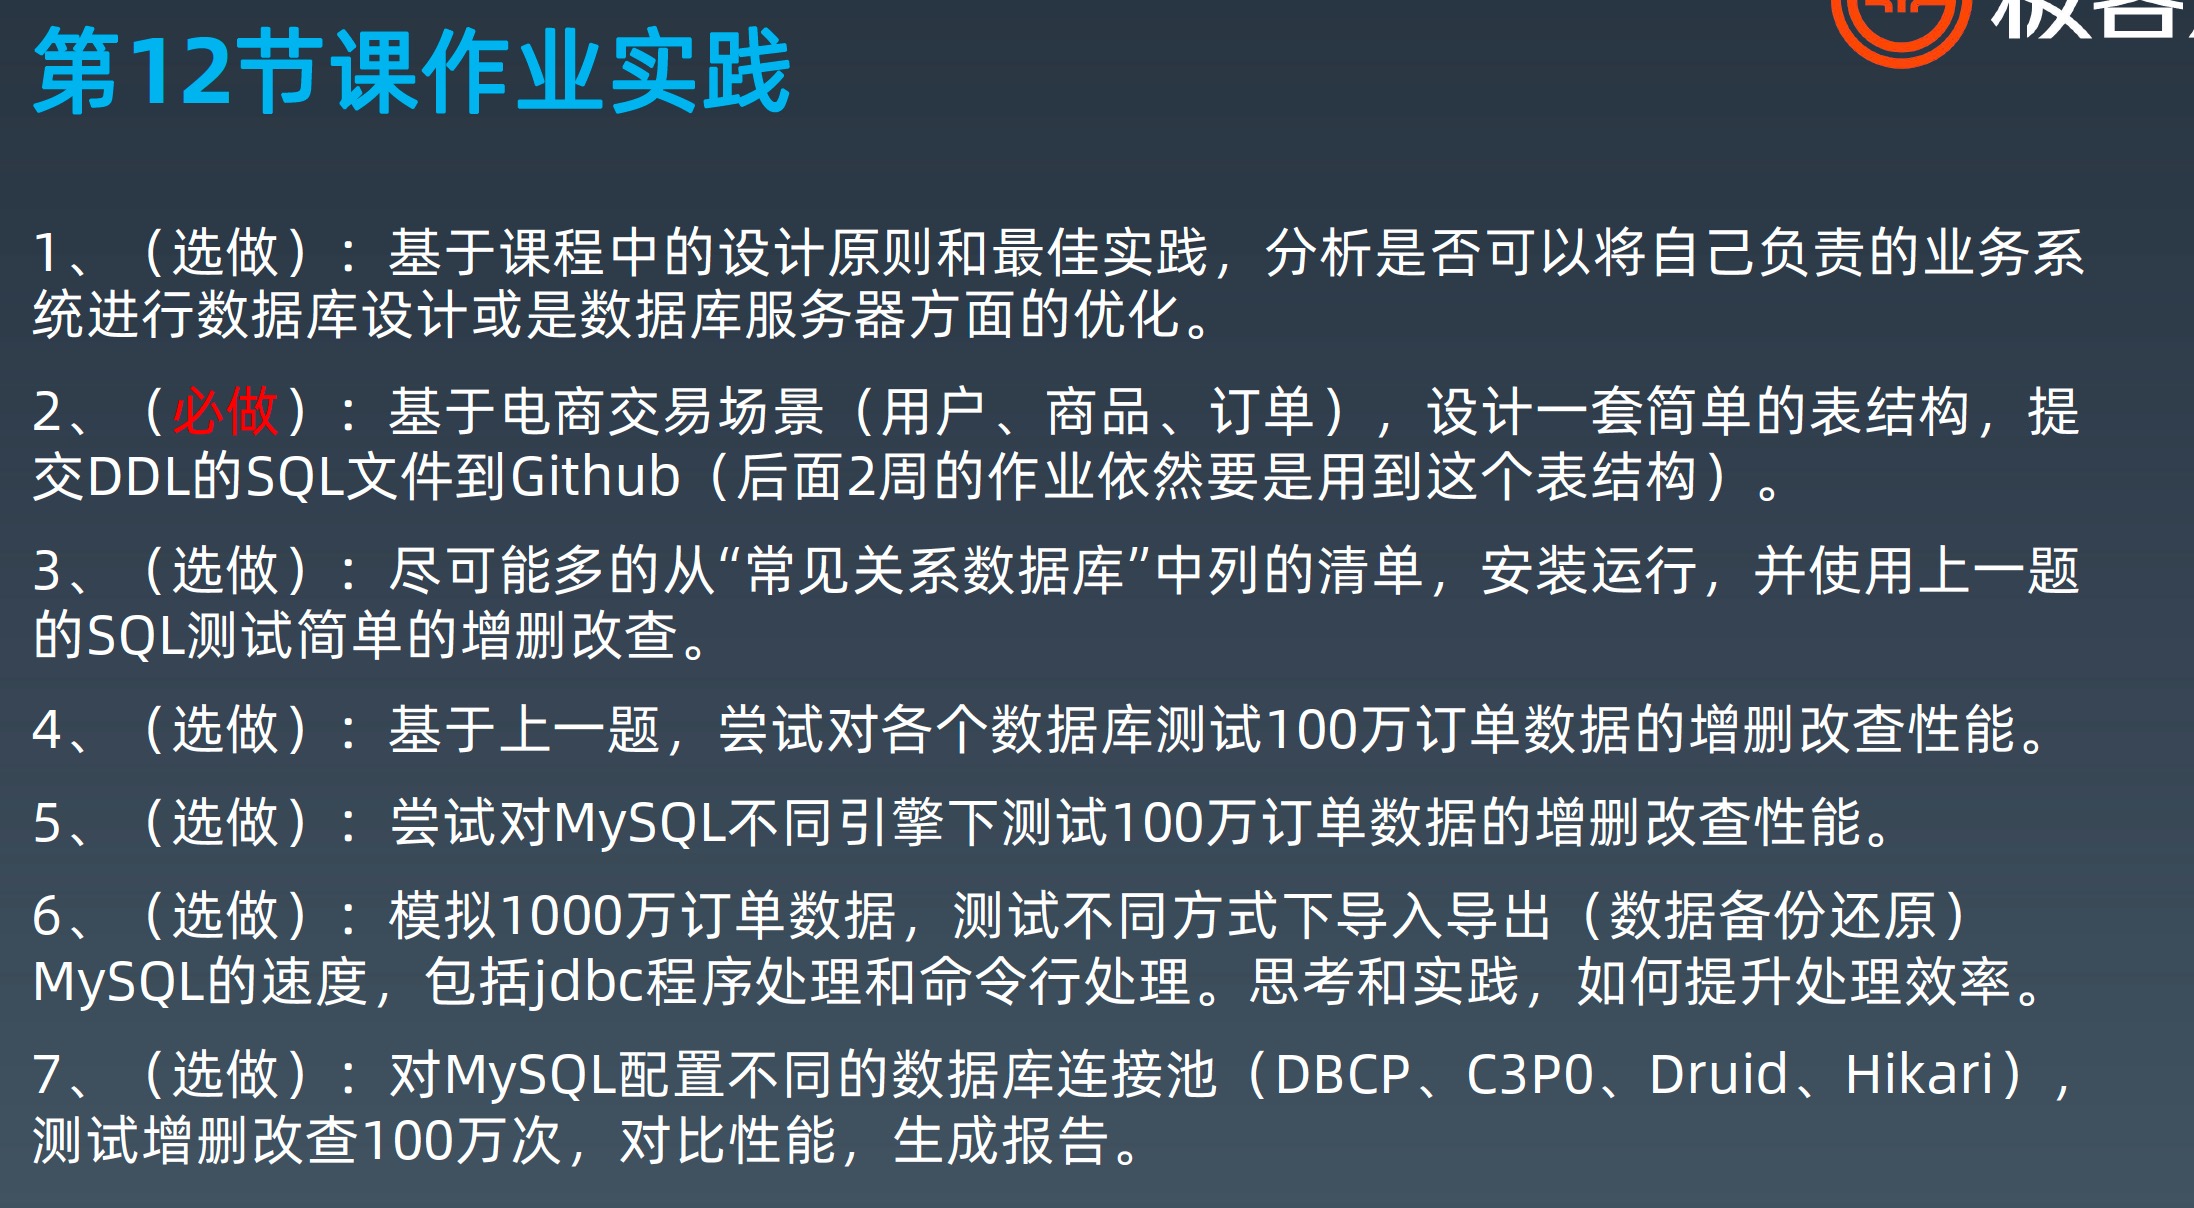 第12节课作业实践
1、（选做）：基于课程中的设计原则和最佳实践，分析是否可以将自己负责的业务系
统进行数据库设计或是数据库服务器方面的优化。
2、（必做）：基于电商交易场景（用户、商品、订单），设计一套简单的表结构，提
交DDL的SQL文件到Github（后面2周的作业依然要是用到这个表结构）。
3、（选做）：尽可能多的从“常见关系数据库”中列的清单，安装运行，并使用上一题
的SQL测试简单的增删改查。
4、（选做）：基于上一题，尝试对各个数据库测试100万订单数据的增删改查性能。
5、（选做）：尝试对MySQL不同引擎下测试100万订单数据的增删改查性能。
6、（选做）：模拟1000万订单数据，测试不同方式下导入导出（数据备份还原）
MySQL的速度，包括jdbc程序处理和命令行处理。思考和实践，如何提升处理效率。
7、（选做）：对MySQL配置不同的数据库连接池（DBCP、C3P0、Druid、Hikari），
测试增删改查100万次，对比性能，生成报告。